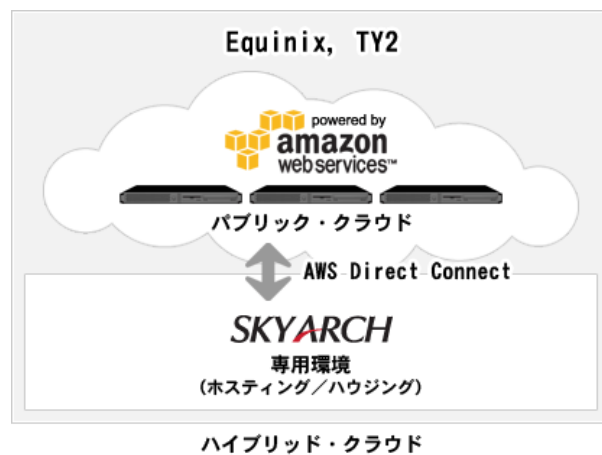 Equinix, TY2
powered by
amazon
webservices™
パブリック・クラウド
AWS Direct Connect
SKYARCH
専用環境
(ホスティング／ハウジング)
ハイブリッド・クラウド